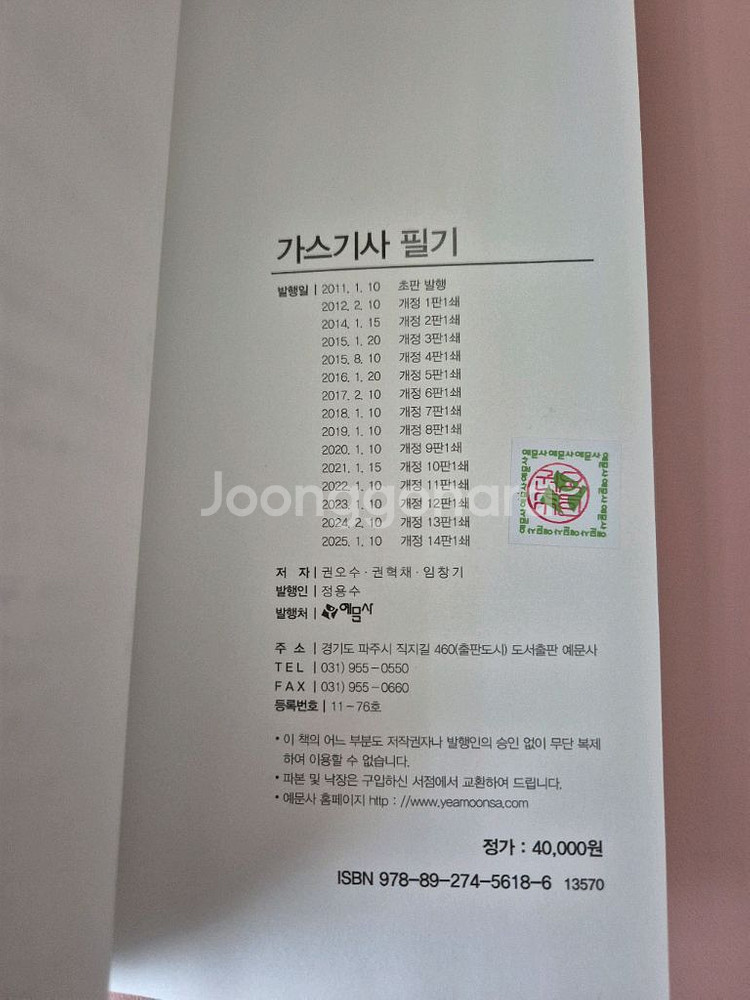 가스기사 필기
발행일 | 2011. 1. 10 초판 발행
2012. 2. 10 개정 1판1쇄
2014. 1. 15 개정 2판1쇄
2015. 1. 20 개정 3판1쇄
2015. 8. 10 개정 4판1쇄
2016. 1. 20 개정 5판1쇄
2017. 2. 10 개정 6판1쇄
2018. 1. 10 개정 7판1쇄
2019. 1. 10 개정 8판1쇄
2020. 1. 10 개정 9판1쇄
2021. 1. 15 개정 10판1쇄
2022. 1. 10 개정 11판1쇄
2023. 1. 10 개정 12판1쇄
2024. 2. 10 개정 13판1쇄
2025. 1. 10 개정 14판1쇄
예문사 예문사 예문사
저 자 | 권오수 · 권혁채 · 임창기
발행인 | 정용수
발행처 | 예문사
주 소 | 경기도 파주시 직지길 460(출판도시) 도서출판 예문사
TEL | 031) 955-0550
FAX | 031) 955-0660
등록번호 | 11-76호
• 이 책의 어느 부분도 저작권자나 발행인의 승인 없이 무단 복제
하여 이용할 수 없습니다.
• 파본 및 낙장은 구입하신 서점에서 교환하여 드립니다.
• 예문사 홈페이지 http : //www.yeamoonsa.com
정가 : 40,000원
ISBN 978-89-274-5618-6 13570